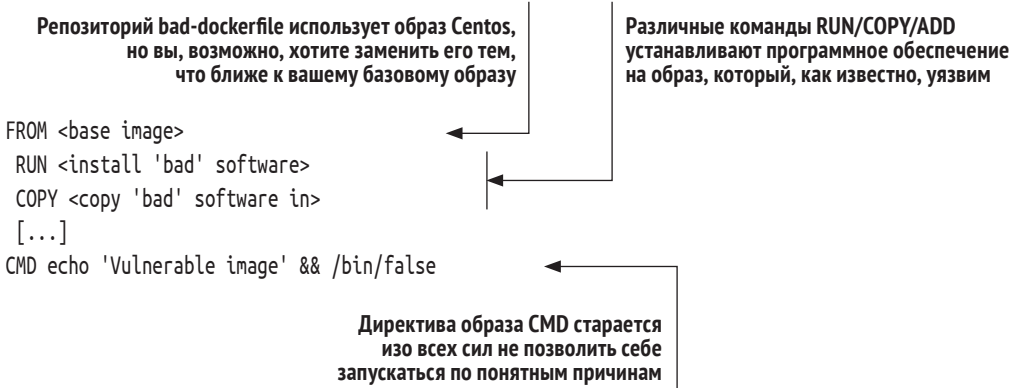 Репозиторий bad-dockerfile использует образ Centos,
но вы, возможно, хотите заменить его тем,
что ближе к вашему базовому образу
Различные команды RUN/COPY/ADD
устанавливают программное обеспечение
на образ, который, как известно, уязвим
FROM <base image>
RUN <install 'bad' software>
COPY <copy 'bad' software in>
[...]
CMD echo 'Vulnerable image' && /bin/false
Директива образа CMD старается
изо всех сил не позволить себе
запускаться по понятным причинам